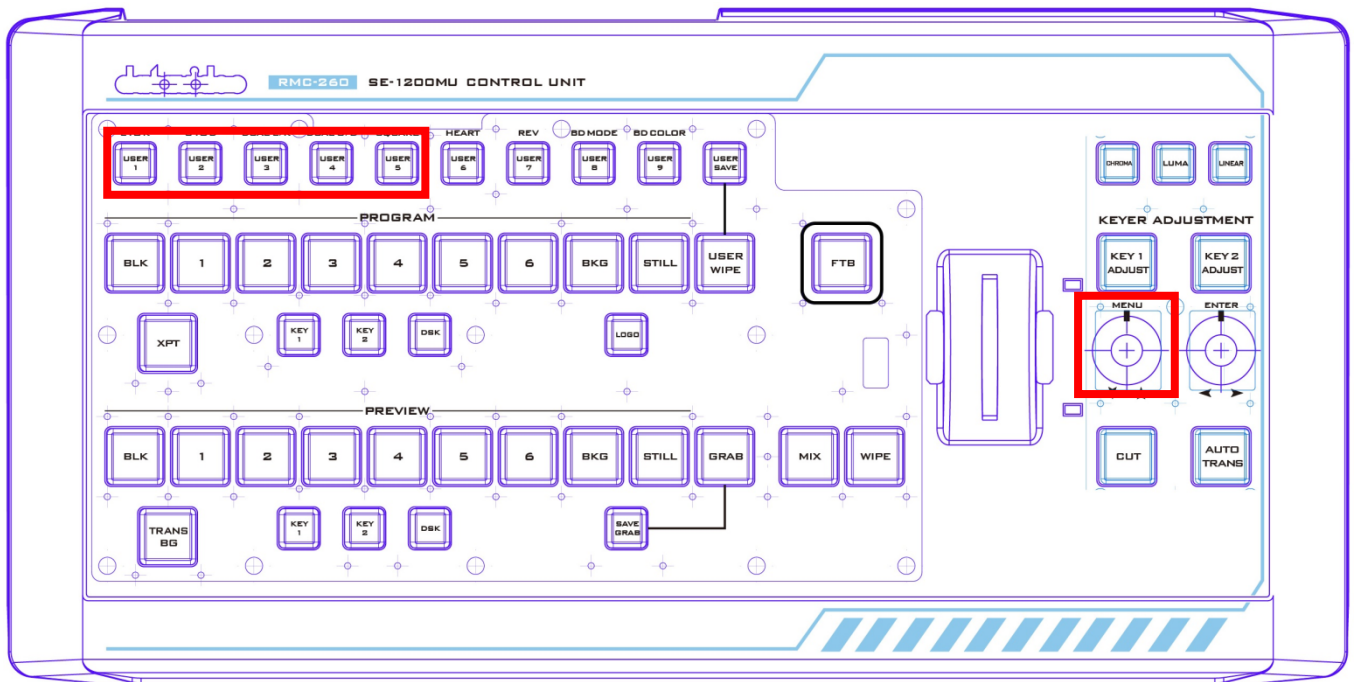 RMC-260 SE-1200MU CONTROL UNIT
HEART REV BD MODE BD COLOR
USER 1 USER 2 USER 3 USER 4 USER 5 USER 6 USER 7 USER 8 USER 9 USER SAVE
CHROMA LUMA LINEAR
PROGRAM
KEYER ADJUSTMENT
BLK 1 2 3 4 5 6 BKG STILL USER WIPE FTB
KEY 1 ADJUST KEY 2 ADJUST
MENU ENTER
XPT KEY 1 KEY 2 DSK LOGO
PREVIEW
BLK 1 2 3 4 5 6 BKG STILL GRAB MIX WIPE
CUT AUTO TRANS
TRANS BG KEY 1 KEY 2 DSK SAVE GRAB